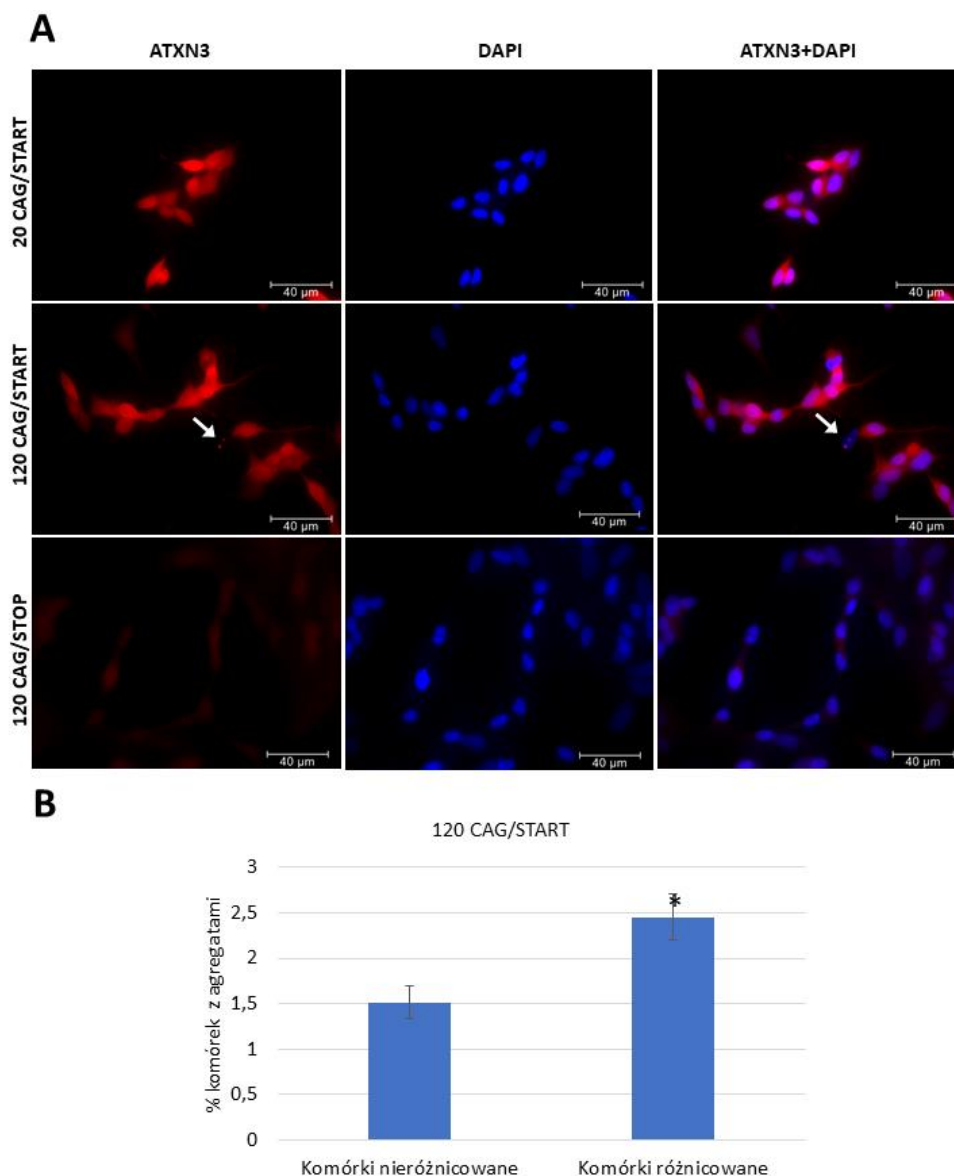 A
ATXN3 DAPI ATXN3+DAPI
20 CAG/START
40 µm 40 µm 40 µm
120 CAG/START
40 µm 40 µm 40 µm
120 CAG/STOP
40 µm 40 µm 40 µm
B
120 CAG/START
% komórek z agregatami
3
2,5
*
2
1,5
1
0,5
0
Komórki nieróżnicowane Komórki różnicowane